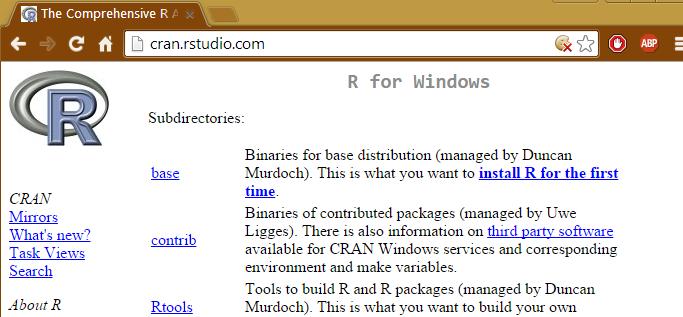 The Comprehensive R A
cran.rstudio.com
ABP
R
R for Windows
Subdirectories:
base
Binaries for base distribution (managed by Duncan
Murdoch). This is what you want to install R for the first
time.
CRAN
Mirrors
What's new?
Task Views
Search
contrib
Binaries of contributed packages (managed by Uwe
Ligges). There is also information on third party software
available for CRAN Windows services and corresponding
environment and make variables.
About R
Rtools
Tools to build R and R packages (managed by Duncan
Murdoch). This is what you want to build your own